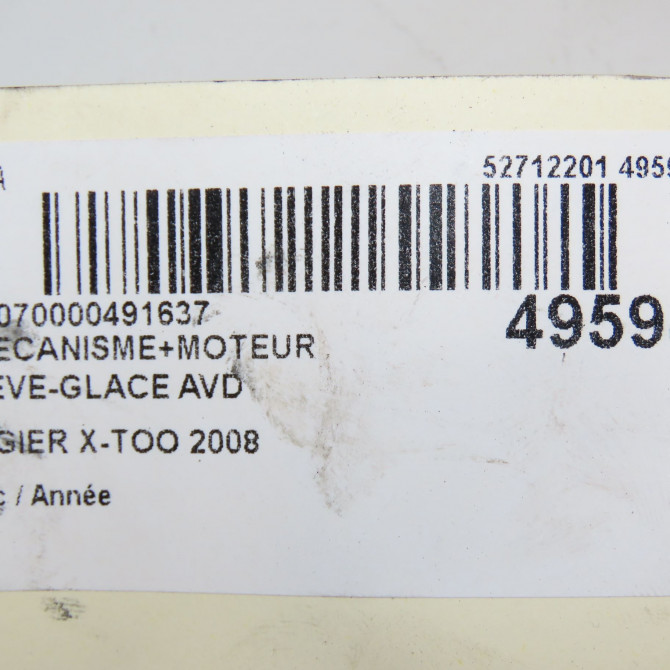 A 52712201 4959
070000491637 4959
ECANISME+MOTEUR
EVE-GLACE AVD
GIER X-TOO 2008
c / Année